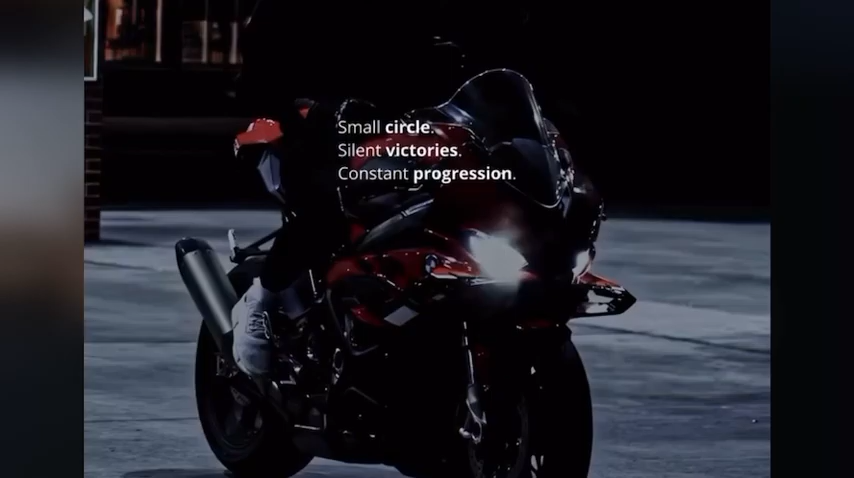 Small circle.
Silent victories.
Constant progression.